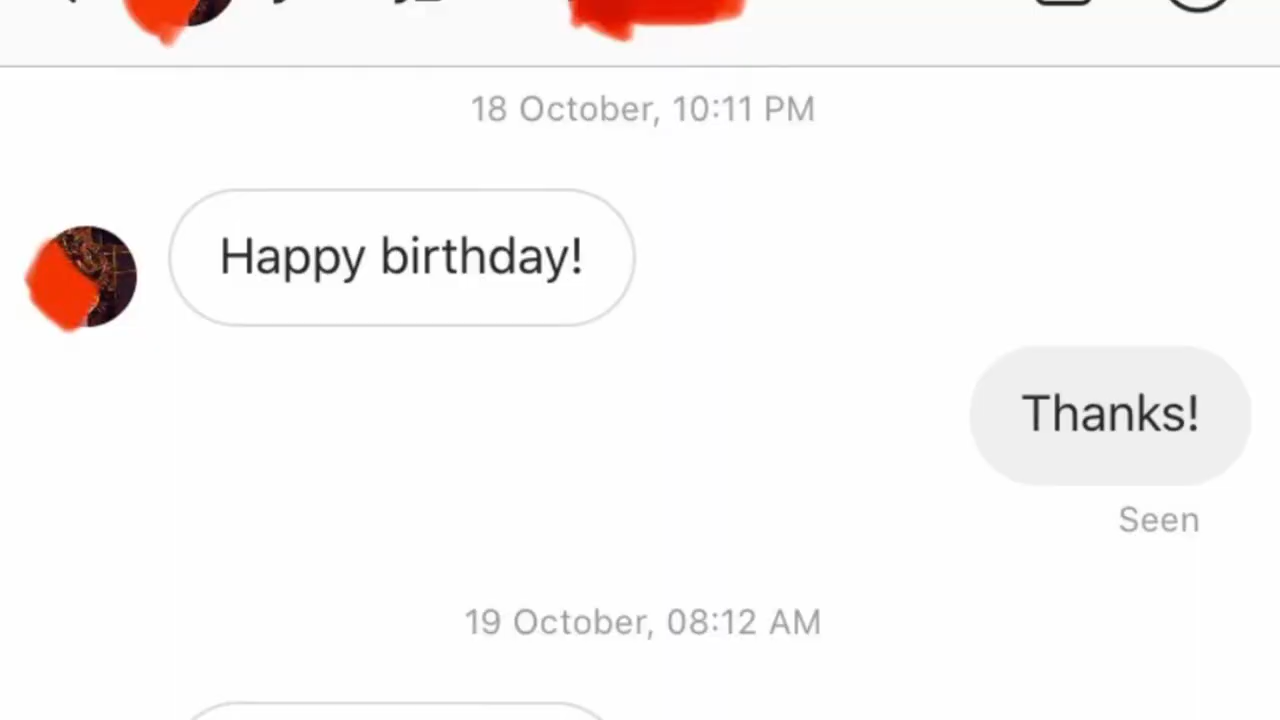 18 October, 10:11 PM
Happy birthday!
Thanks!
Seen
19 October, 08:12 AM